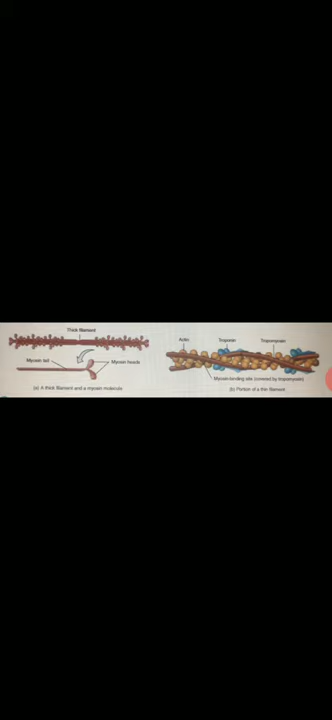 Thick filament
Myosin tail
Myosin heads
(a) A thick filament and a myosin molecule
Actin
Troponin
Tropomyosin
Myosin-binding site (covered by tropomyosin)
(b) Portion of a thin filament